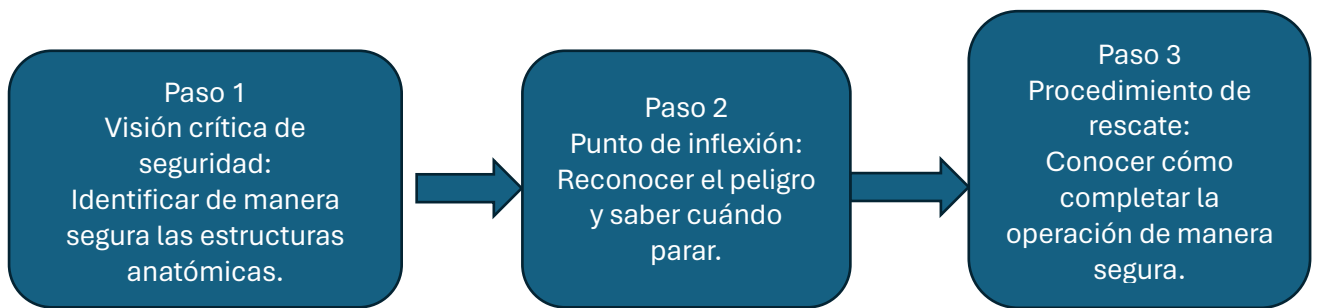 Paso 1
Visión crítica de
seguridad:
Identificar de manera
segura las estructuras
anatómicas.
Paso 2
Punto de inflexión:
Reconocer el peligro
y saber cuándo
parar.
Paso 3
Procedimiento de
rescate:
Conocer cómo
completar la
operación de manera
segura.